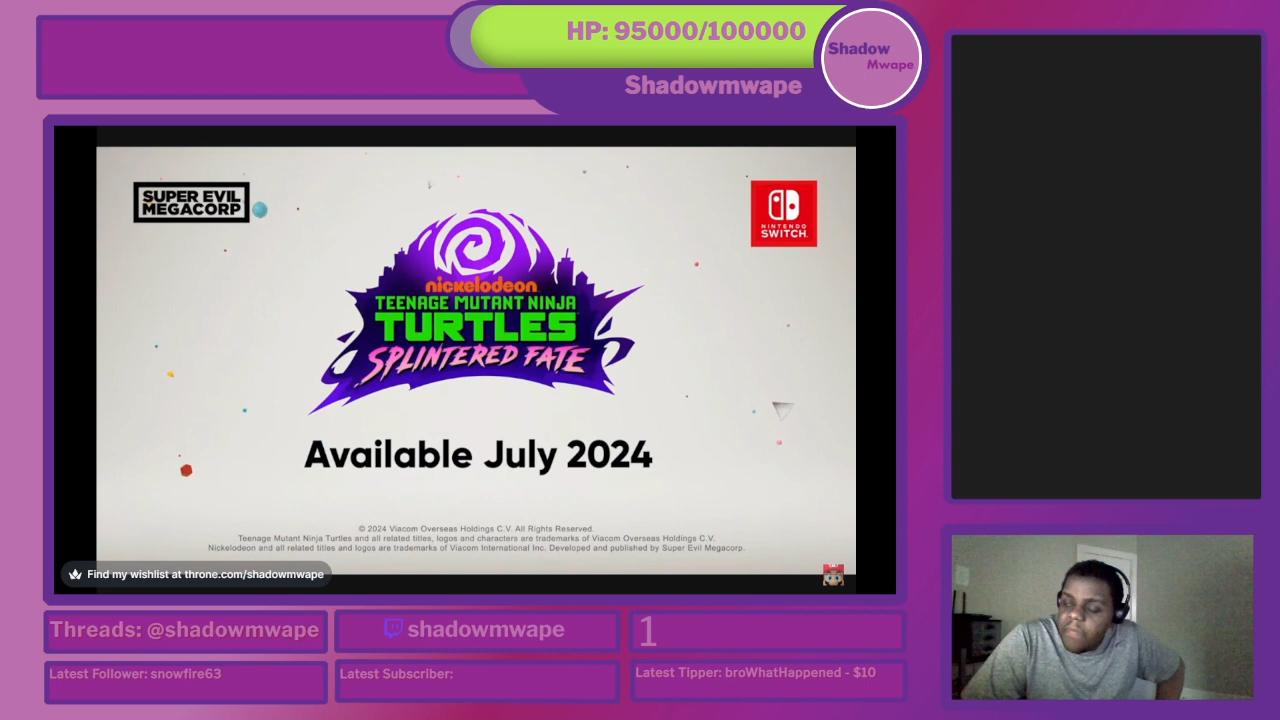 HP: 95000/100000
Shadow
Mwape
Shadowmwape
SUPER EVIL
MEGACORP
NINTENDO
SWITCH
nickelodeon
TEENAGE MUTANT NINJA
TURTLES
SPLINTERED FATE
Available July 2024
© 2024 Viacom Overseas Holdings C.V. All Rights Reserved.
Teenage Mutant Ninja Turtles and all related titles, logos and characters are trademarks of Viacom Overseas Holdings C.V.
Nickelodeon and all related titles and logos are trademarks of Viacom International Inc. Developed and published by Super Evil Megacorp.
Find my wishlist at throne.com/shadowmwape
Threads: @shadowmwape
shadowmwape
1
Latest Follower: snowfire63
Latest Subscriber:
Latest Tipper: broWhatHappened - $10